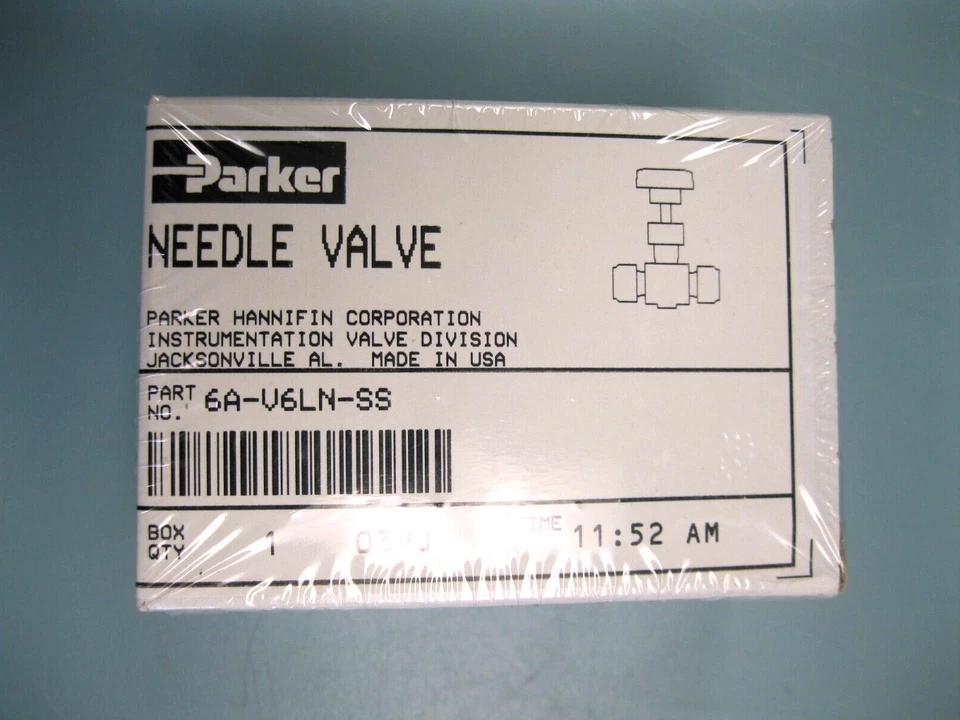 Parker
NEEDLE VALVE
PARKER HANNIFIN CORPORATION
INSTRUMENTATION VALVE DIVISION
JACKSONVILLE AL. MADE IN USA
PART NO. 6A-V6LN-SS
BOX QTY 1 TIME 11:52 AM